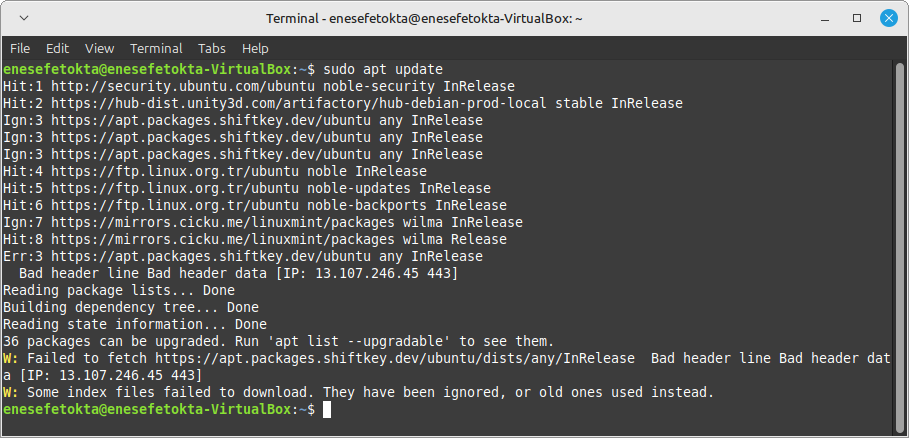 Terminal - enesefetokta@enesefetokta-VirtualBox: ~
File Edit View Terminal Tabs Help
enesefetokta@enesefetokta-VirtualBox:~$ sudo apt update
Hit:1 http://security.ubuntu.com/ubuntu noble-security InRelease
Hit:2 https://hub-dist.unity3d.com/artifactory/hub-debian-prod-local stable InRelease
Ign:3 https://apt.packages.shiftkey.dev/ubuntu any InRelease
Ign:3 https://apt.packages.shiftkey.dev/ubuntu any InRelease
Ign:3 https://apt.packages.shiftkey.dev/ubuntu any InRelease
Hit:4 https://ftp.linux.org.tr/ubuntu noble InRelease
Hit:5 https://ftp.linux.org.tr/ubuntu noble-updates InRelease
Hit:6 https://ftp.linux.org.tr/ubuntu noble-backports InRelease
Ign:7 https://mirrors.cicku.me/linuxmint/packages wilma InRelease
Hit:8 https://mirrors.cicku.me/linuxmint/packages wilma Release
Err:3 https://apt.packages.shiftkey.dev/ubuntu any InRelease
  Bad header line Bad header data [IP: 13.107.246.45 443]
Reading package lists... Done
Building dependency tree... Done
Reading state information... Done
36 packages can be upgraded. Run 'apt list --upgradable' to see them.
W: Failed to fetch https://apt.packages.shiftkey.dev/ubuntu/dists/any/InRelease  Bad header line Bad header dat
a [IP: 13.107.246.45 443]
W: Some index files failed to download. They have been ignored, or old ones used instead.
enesefetokta@enesefetokta-VirtualBox:~$